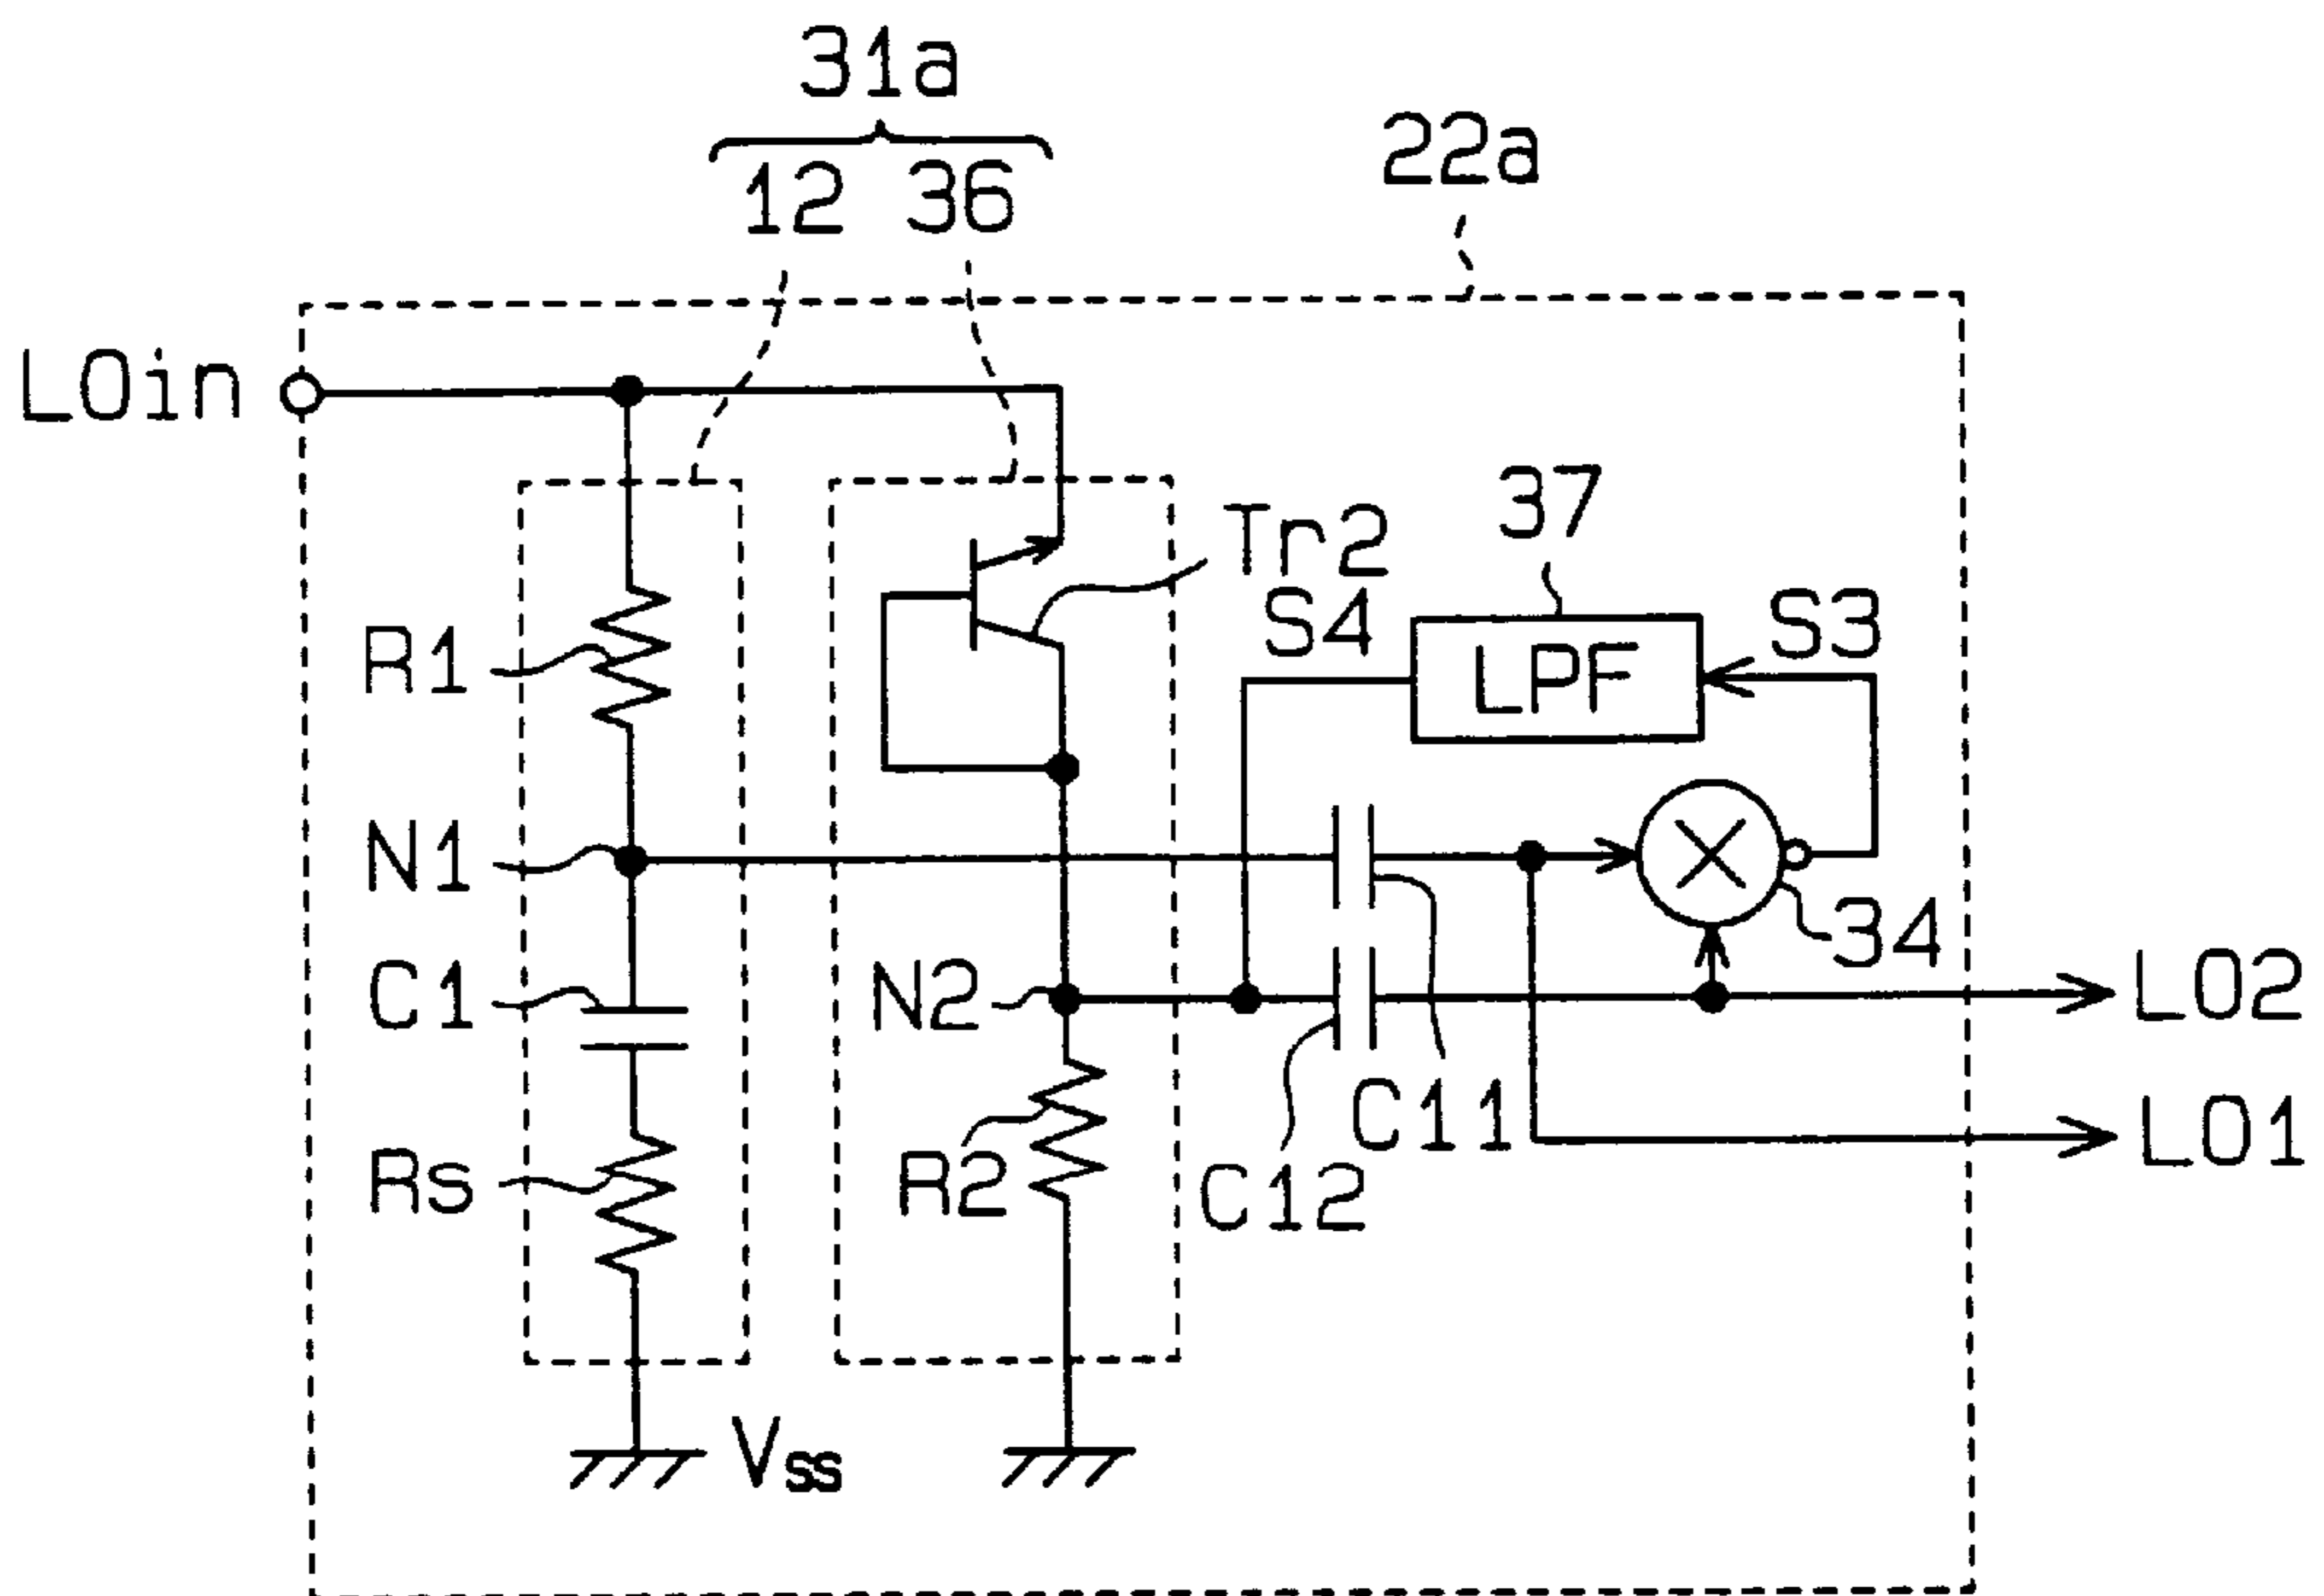 31a
12 36
22a
LOin
Tr2
37
S4
S3
LPF
R1
N1
34
C1
N2
LO2
C11
LO1
Rs
R2
C12
Vss